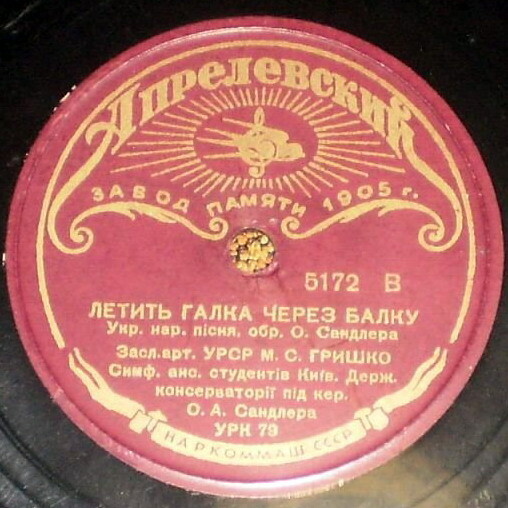 Апрелевский
ЗАВОД ПАМЯТИ 1905 г.
5172 В
ЛЕТИТЬ ГАЛКА ЧЕРЕЗ БАЛКУ
Укр. нар. пісня, обр. О. Сандлера
Засл.арт. УРСР М. С. ГРИШКО
Симф. анс. студентів Київ. Держ.
консерваторії під кер.
О. А. Сандлера
УРК 79
НАРКОММАШ СССР